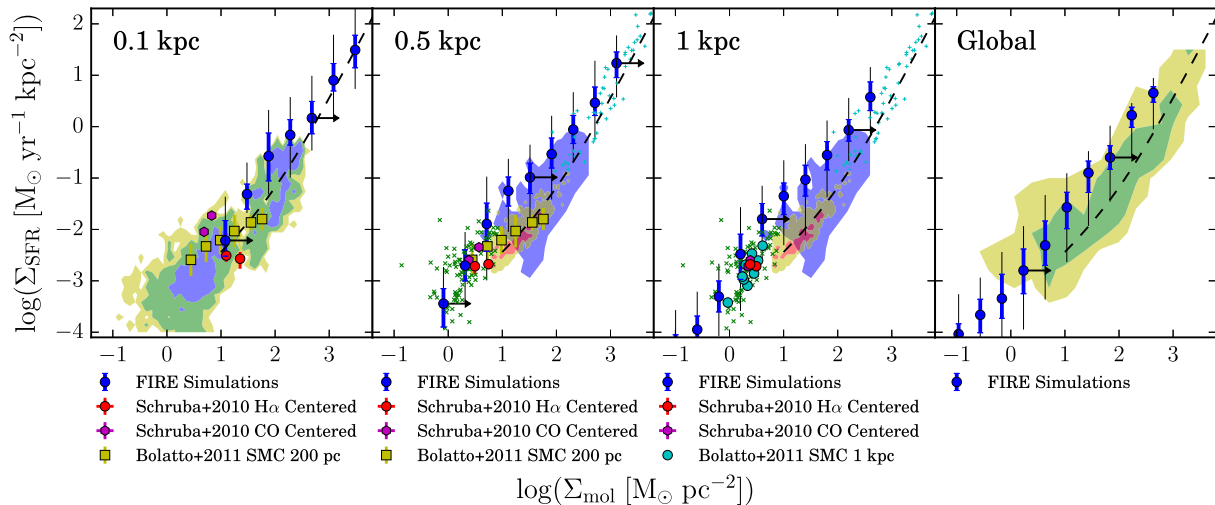 0.1 kpc 0.5 kpc 1 kpc Global
log(Σ_SFR [M_⊙ yr⁻¹ kpc⁻²])
2
1
0
−1
−2
−3
−4
−1 0 1 2 3 −1 0 1 2 3 −1 0 1 2 3 −1 0 1 2 3
FIRE Simulations
Schruba+2010 Hα Centered
Schruba+2010 CO Centered
Bolatto+2011 SMC 200 pc
FIRE Simulations
Schruba+2010 Hα Centered
Schruba+2010 CO Centered
Bolatto+2011 SMC 200 pc
FIRE Simulations
Schruba+2010 Hα Centered
Schruba+2010 CO Centered
Bolatto+2011 SMC 1 kpc
FIRE Simulations
log(Σ_mol [M_⊙ pc⁻²])